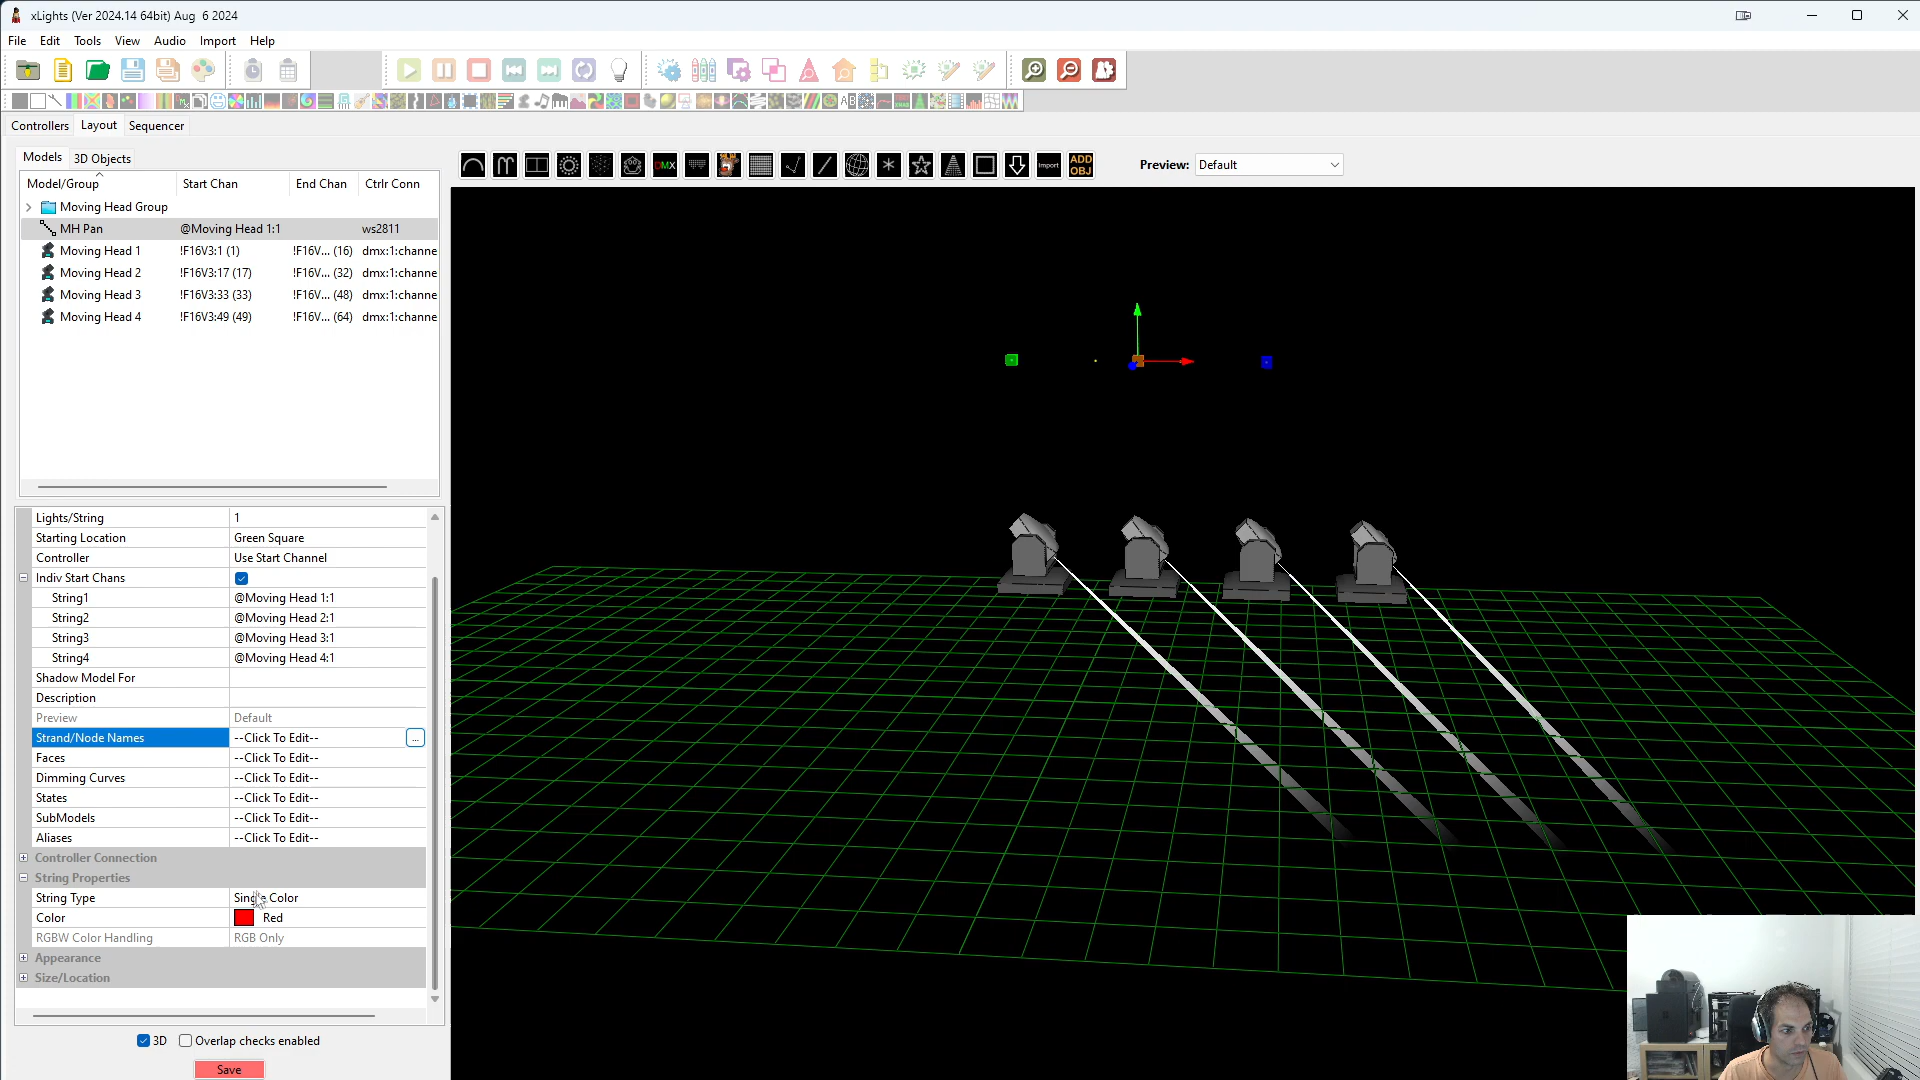 xLights (Ver 2024.14 64bit) Aug 6 2024
File Edit Tools View Audio Import Help
Controllers Layout Sequencer
Models 3D Objects
DMX Import ADD OBJ Preview: Default
Model/Group Start Chan End Chan Ctrlr Conn
Moving Head Group
MH Pan @Moving Head 1:1 ws2811
Moving Head 1 !F16V3:1 (1) !F16V... (16) dmx:1:channe
Moving Head 2 !F16V3:17 (17) !F16V... (32) dmx:1:channe
Moving Head 3 !F16V3:33 (33) !F16V... (48) dmx:1:channe
Moving Head 4 !F16V3:49 (49) !F16V... (64) dmx:1:channe
Lights/String 1
Starting Location Green Square
Controller Use Start Channel
Indiv Start Chans
String1 @Moving Head 1:1
String2 @Moving Head 2:1
String3 @Moving Head 3:1
String4 @Moving Head 4:1
Shadow Model For
Description
Preview Default
Strand/Node Names --Click To Edit-- ...
Faces --Click To Edit--
Dimming Curves --Click To Edit--
States --Click To Edit--
SubModels --Click To Edit--
Aliases --Click To Edit--
Controller Connection
String Properties
String Type Single Color
Color Red
RGBW Color Handling RGB Only
Appearance
Size/Location
3D Overlap checks enabled
Save